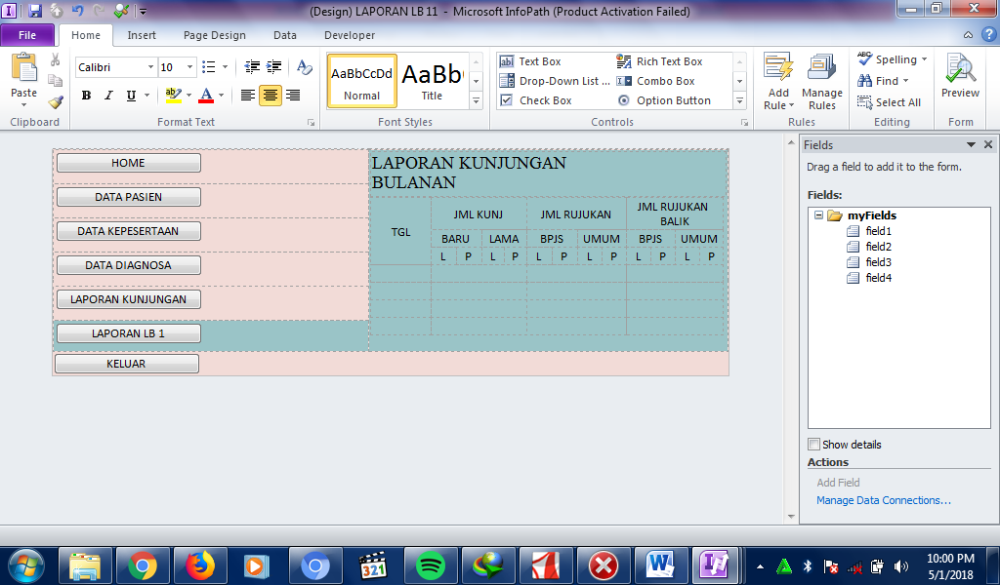 (Design) LAPORAN LB 11 - Microsoft InfoPath (Product Activation Failed)
File Home Insert Page Design Data Developer
Paste
Calibri 10
B I U ab A
AaBbCcDd
Normal
AaBb
Title
Text Box
Drop-Down List ...
Check Box
Rich Text Box
Combo Box
Option Button
Add
Rule
Manage
Rules
ABC Spelling
Find
Select All
Preview
Clipboard Format Text Font Styles Controls Rules Editing Form
HOME
DATA PASIEN
DATA KEPESERTAAN
DATA DIAGNOSA
LAPORAN KUNJUNGAN
LAPORAN LB 1
KELUAR
LAPORAN KUNJUNGAN
BULANAN
TGL
JML KUNJ JML RUJUKAN JML RUJUKAN
BALIK
BARU LAMA BPJS UMUM BPJS UMUM
L P L P L P L P L P L P
Fields
Drag a field to add it to the form.
Fields:
myFields
field1
field2
field3
field4
Show details
Actions
Add Field
Manage Data Connections...
321
10:00 PM
5/1/2018